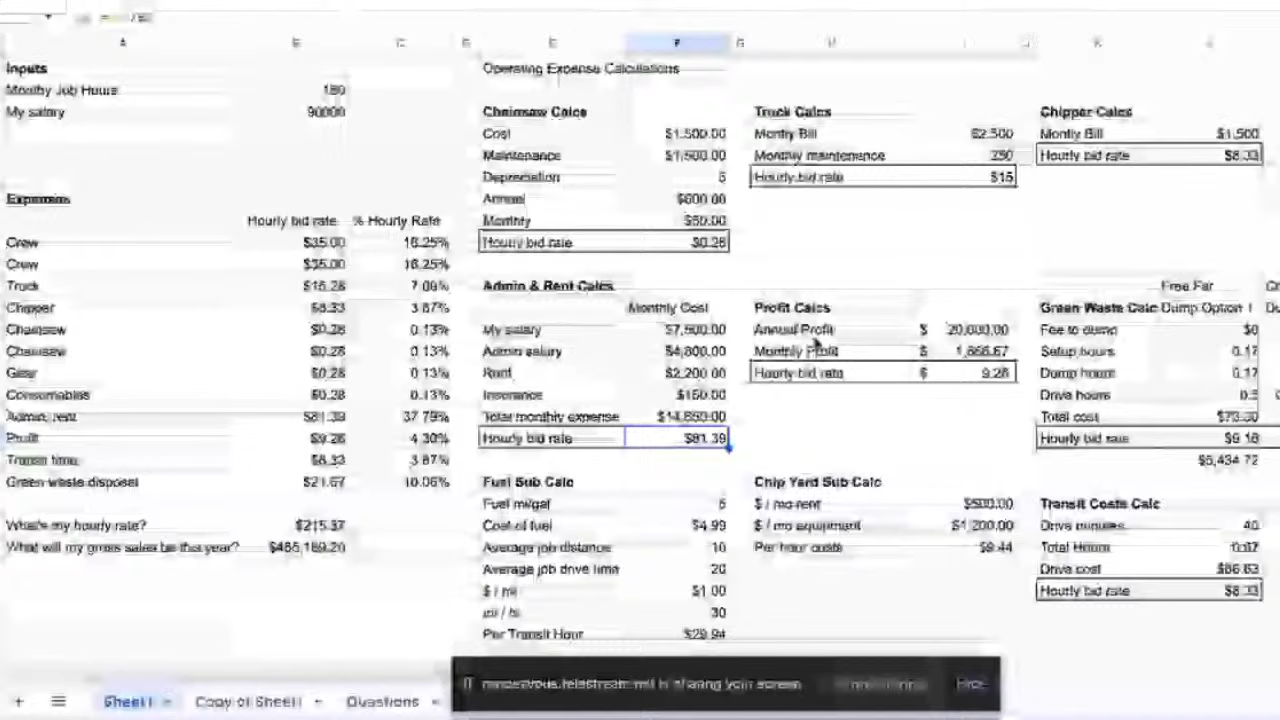 Inputs
Monthy Job Hours 180
My salary 90000
Expenses
Hourly bid rate % Hourly Rate
Crew $35.00 16.25%
Crew $35.00 16.25%
Truck $15.28 7.09%
Chipper $8.33 3.87%
Chainsaw $0.28 0.13%
Chainsaw $0.28 0.13%
Gear $0.28 0.13%
Consumables $0.28 0.13%
Admin, rent $81.39 37.79%
Profit $9.26 4.30%
Transit time $8.33 3.87%
Green waste disposal $21.67 10.06%
What's my hourly rate? $215.37
What will my gross sales be this year?
Operating Expense Calculations
Chainsaw Calcs
Cost $1,500.00
Maintenance $1,500.00
Depreciation 5
Annual $600.00
Monthly $50.00
Hourly bid rate $0.28
Truck Calcs
Montly Bill $2,500
Monthly maintenence 250
Hourly bid rate $15
Chipper Calcs
Montly Bill $1,500
Hourly bid rate $8.33
Admin & Rent Calcs
Monthly Cost
My salary $7,500.00
Admin salary $4,800.00
Rent $2,200.00
Insurance $150.00
Total monthly expense $14,650.00
Hourly bid rate $81.39
Profit Calcs
Annual Profit $ 20,000.00
Monthly Profit $ 1,666.67
Hourly bid rate $ 9.26
Free Far
Green Waste Calc Dump Option 1
Fee to dump $0
Setup hours 0.17
Dump hours 0.17
Drive hours 0.5
Total cost
Hourly bid rate $9.16
$5,434.72
Fuel Sub Calc
Fuel mi/gal 5
Cost of fuel $4.99
Average job distance 10
Average job drive time 20
$ / mi $1.00
mi / hr 30
Per Transit Hour $29.94
Chip Yard Sub Calc
$ / mo rent $500.00
$ / mo equipment $1,200.00
Per hour costs $9.44
Transit Costs Calc
Drive minutes 40
Total Hours 0.67
Drive cost
Hourly bid rate $8.33
Sheet1 Copy of Sheet1 Questions
is sharing your screen